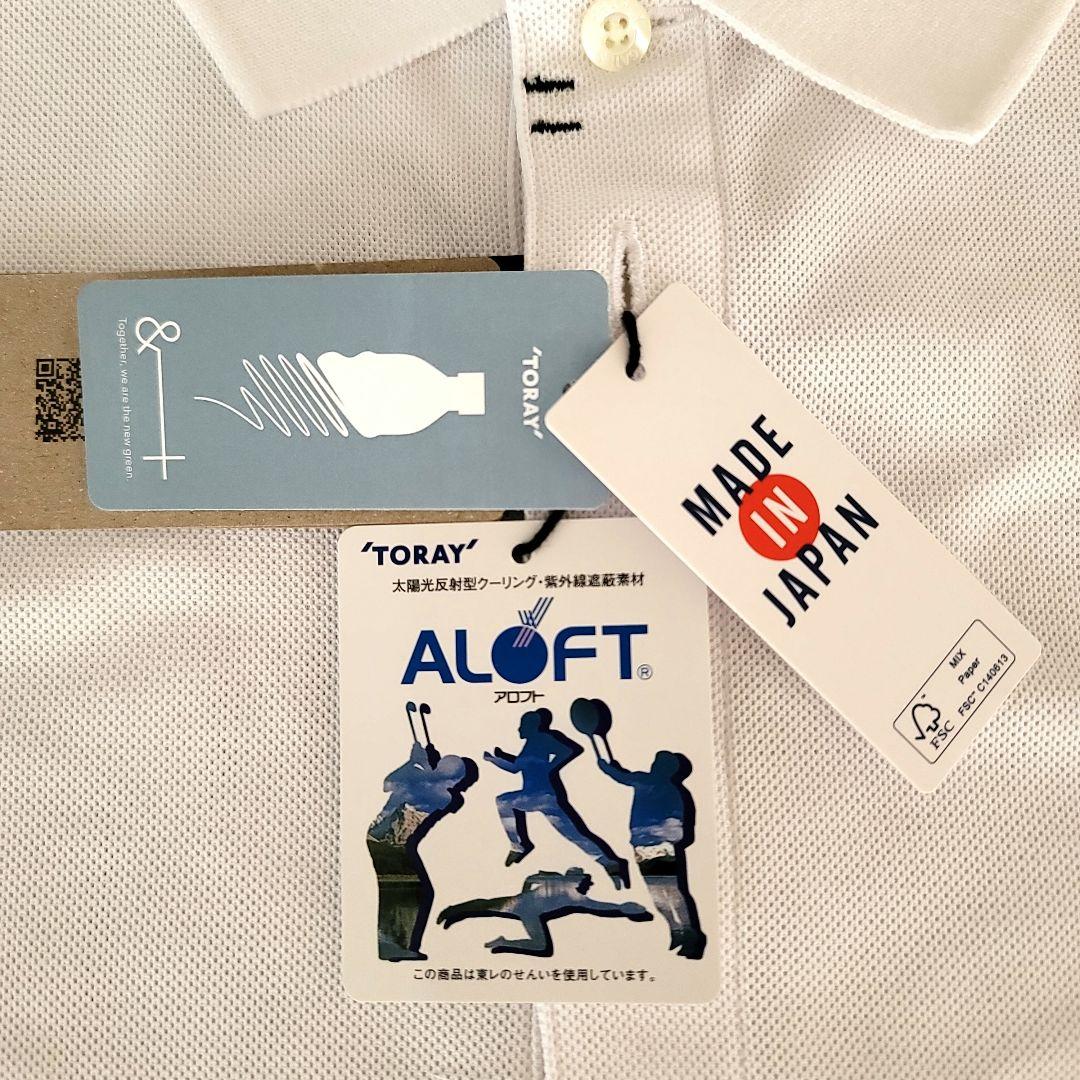 &+
Together, we are the new green.
'TORAY'
MADE
IN
JAPAN
MIX
Paper
FSC™ C140613
FSC
'TORAY'
太陽光反射型クーリング・紫外線遮蔽素材
ALOFT®
アロフト
この商品は東レのせんいを使用しています。